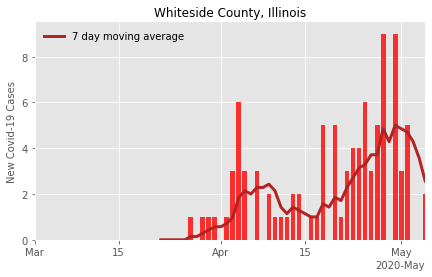 Whiteside County, Illinois
7 day moving average
New Covid-19 Cases
8
6
4
2
0
Mar 15 Apr 15 May
2020-May